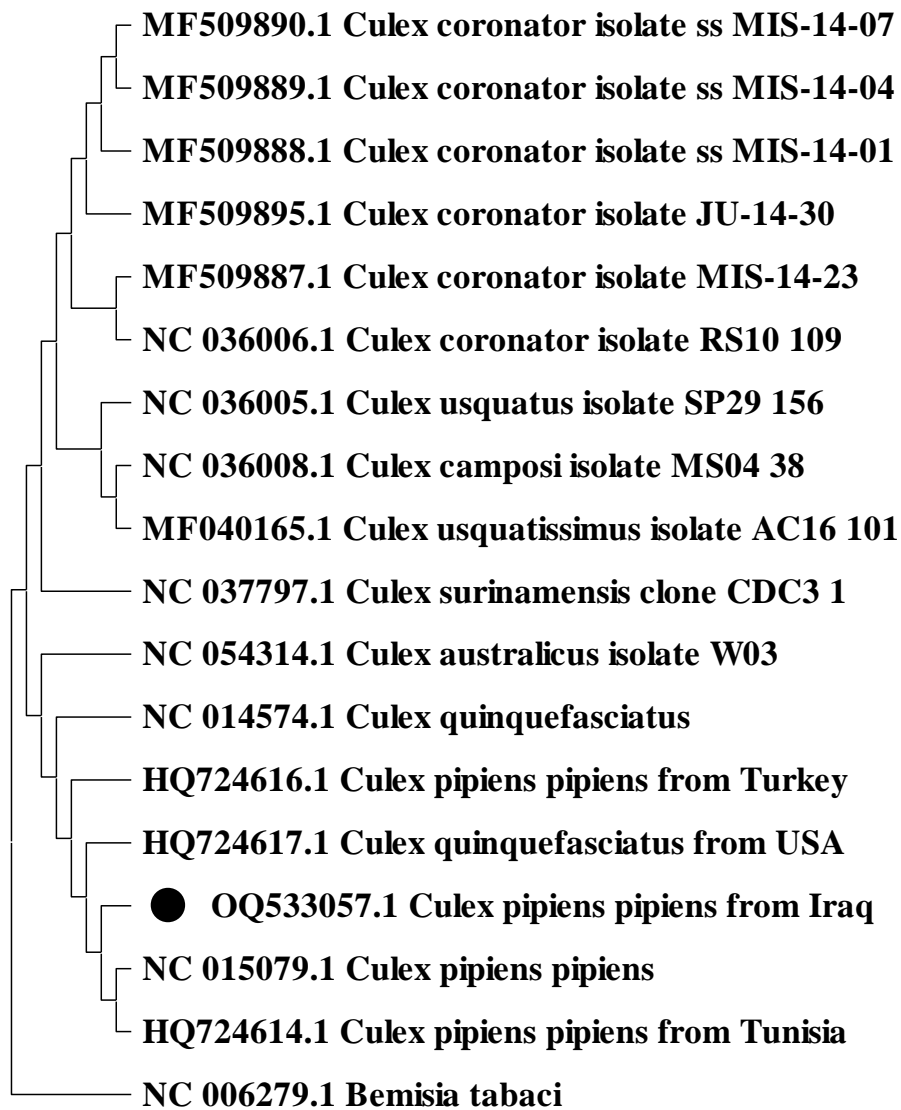 MF509890.1 Culex coronator isolate ss MIS-14-07
MF509889.1 Culex coronator isolate ss MIS-14-04
MF509888.1 Culex coronator isolate ss MIS-14-01
MF509895.1 Culex coronator isolate JU-14-30
MF509887.1 Culex coronator isolate MIS-14-23
NC 036006.1 Culex coronator isolate RS10 109
NC 036005.1 Culex usquatus isolate SP29 156
NC 036008.1 Culex camposi isolate MS04 38
MF040165.1 Culex usquatissimus isolate AC16 101
NC 037797.1 Culex surinamensis clone CDC3 1
NC 054314.1 Culex australicus isolate W03
NC 014574.1 Culex quinquefasciatus
HQ724616.1 Culex pipiens pipiens from Turkey
HQ724617.1 Culex quinquefasciatus from USA
OQ533057.1 Culex pipiens pipiens from Iraq
NC 015079.1 Culex pipiens pipiens
HQ724614.1 Culex pipiens pipiens from Tunisia
NC 006279.1 Bemisia tabaci